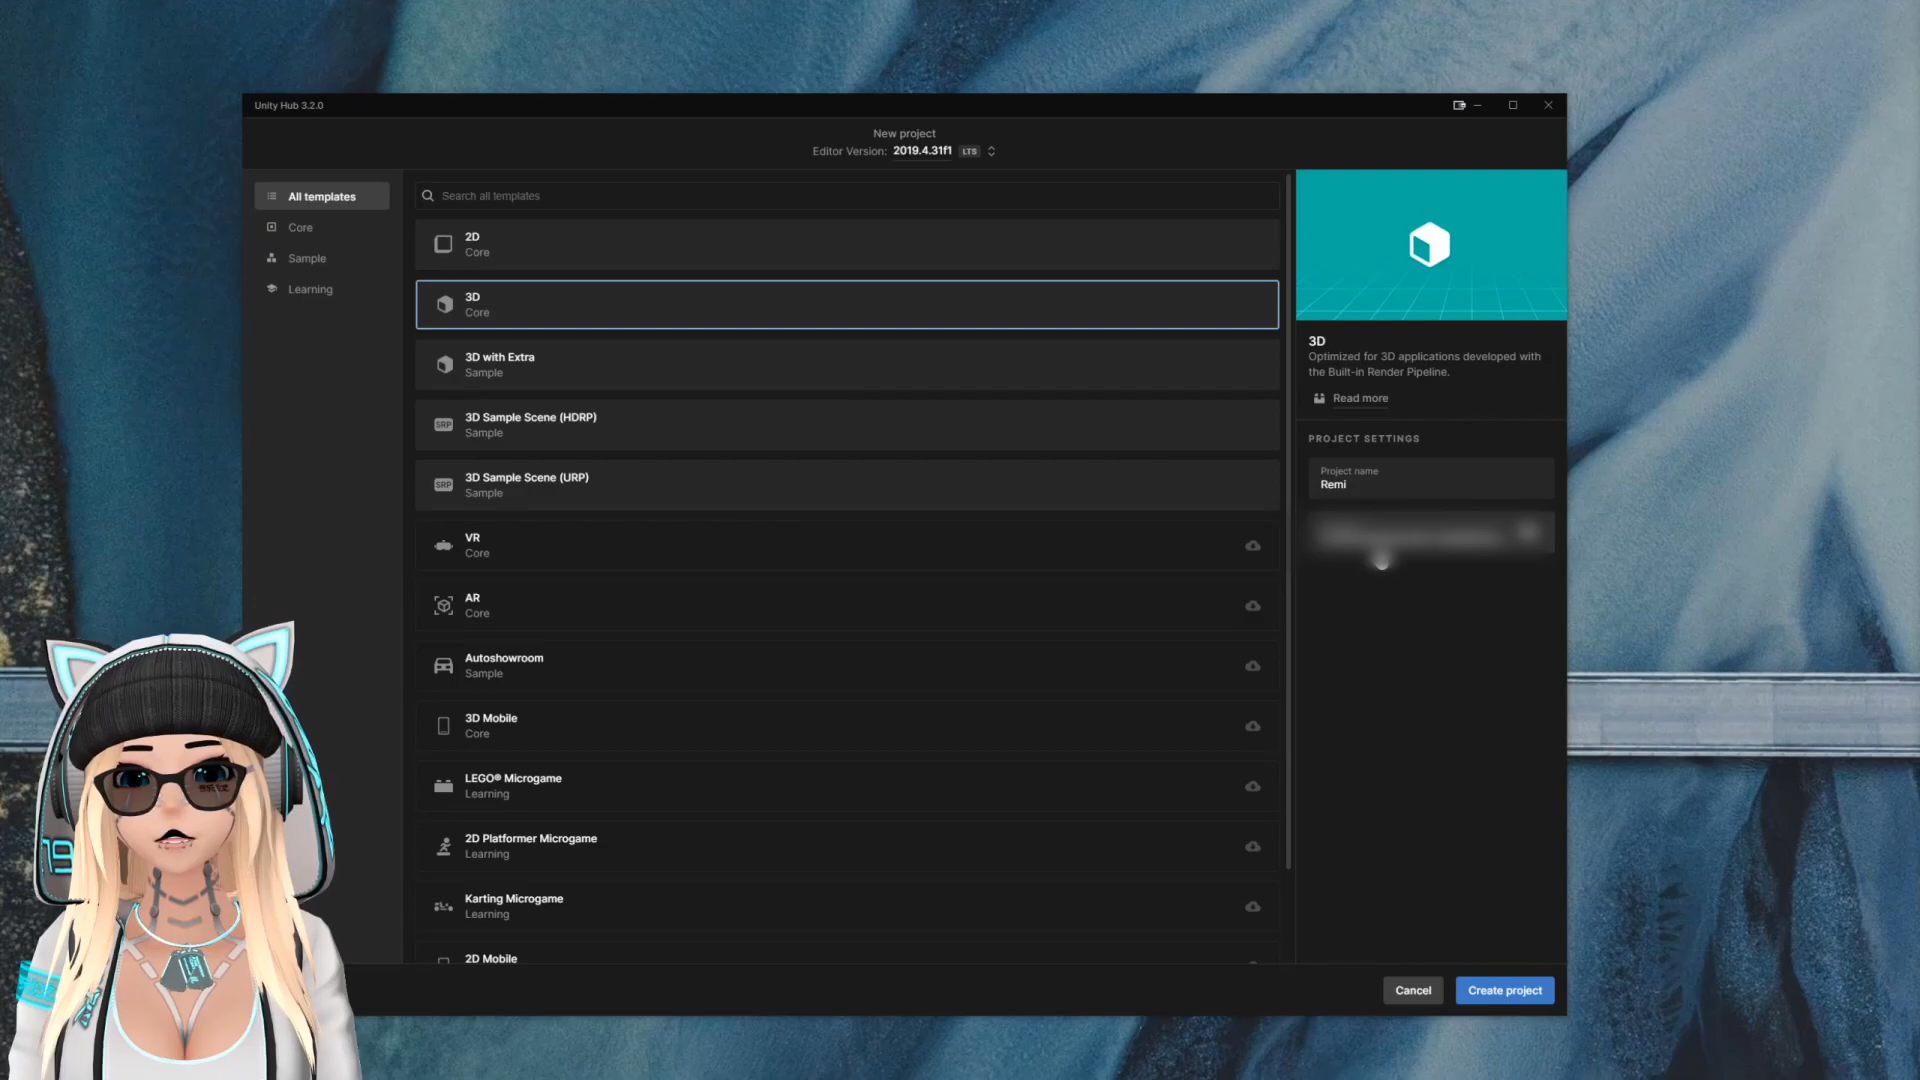 Unity Hub 3.2.0
New project
Editor Version: 2019.4.31f1 LTS
All templates
Core
Sample
Learning
Search all templates
2D
Core
3D
Core
3D with Extra
Sample
SRP
3D Sample Scene (HDRP)
Sample
SRP
3D Sample Scene (URP)
Sample
VR
Core
AR
Core
Autoshowroom
Sample
3D Mobile
Core
LEGO® Microgame
Learning
2D Platformer Microgame
Learning
Karting Microgame
Learning
2D Mobile
3D
Optimized for 3D applications developed with
the Built-in Render Pipeline.
Read more
PROJECT SETTINGS
Project name
Remi
Cancel
Create project